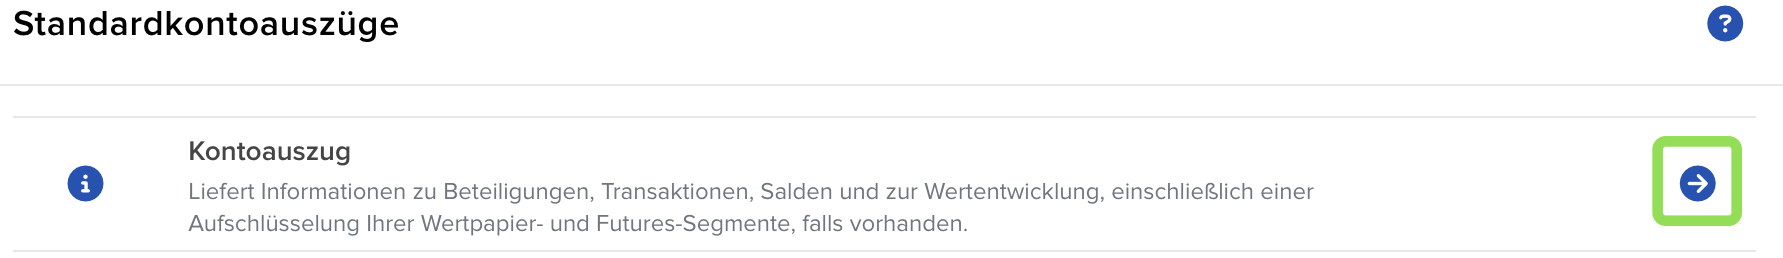 Standardkontoauszüge
?
Kontoauszug
i
Liefert Informationen zu Beteiligungen, Transaktionen, Salden und zur Wertentwicklung, einschließlich einer
Aufschlüsselung Ihrer Wertpapier- und Futures-Segmente, falls vorhanden.